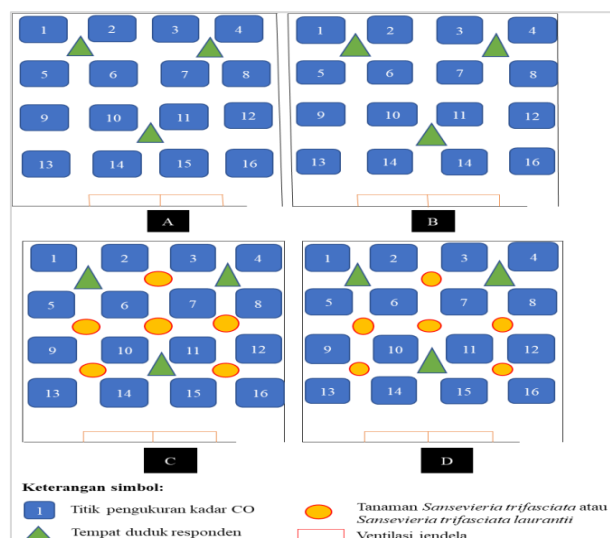 1 2 3 4
5 6 7 8
9 10 11 12
13 14 15 16
A
1 2 3 4
5 6 7 8
9 10 11 12
13 14 14 16
B
1 2 3 4
5 6 7 8
9 10 11 12
13 14 15 16
C
1 2 3 4
5 6 7 8
9 10 11 12
13 14 15 16
D
Keterangan simbol:
1 Titik pengukuran kadar CO
Tempat duduk responden
Tanaman Sansevieria trifasciata atau
Sansevieria trifasciata laurantii
Ventilasi jendela